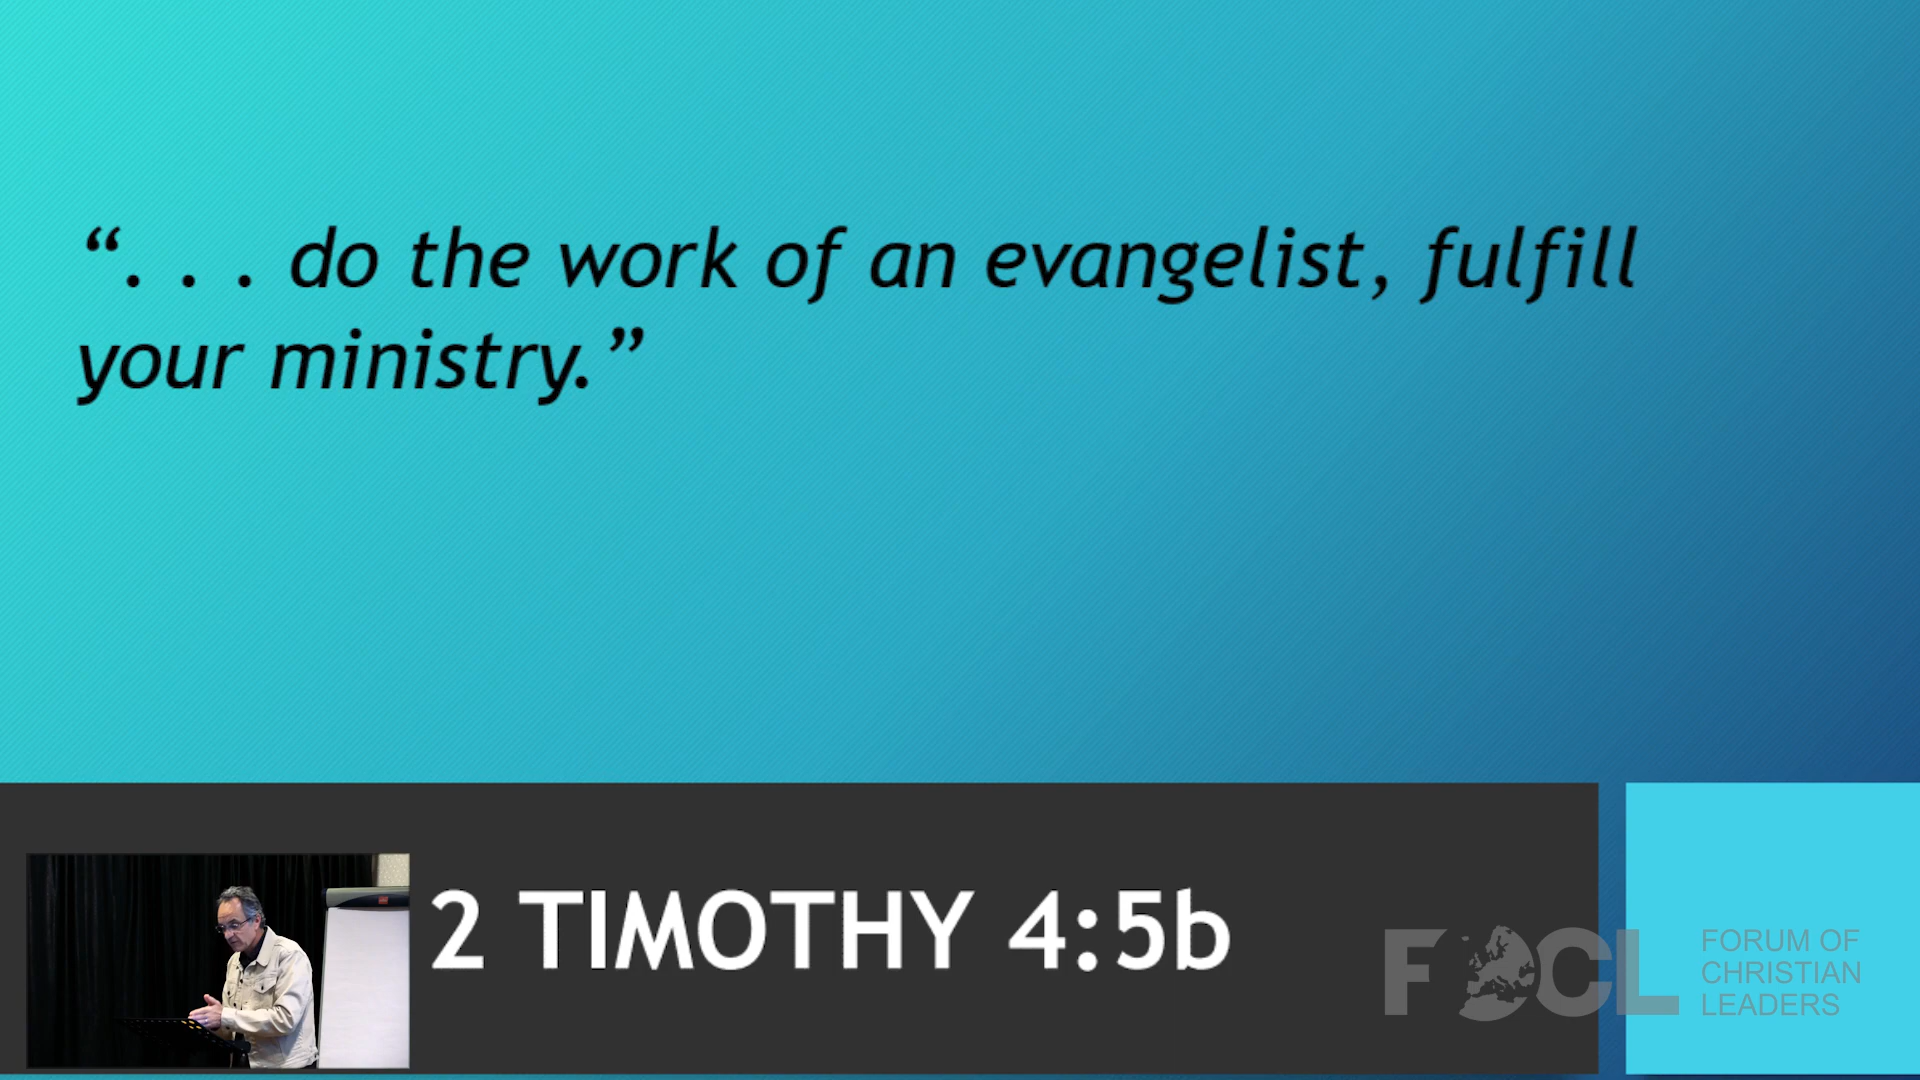 “. . . do the work of an evangelist, fulfill
your ministry.”
2 TIMOTHY 4:5b
FOCL
FORUM OF
CHRISTIAN
LEADERS